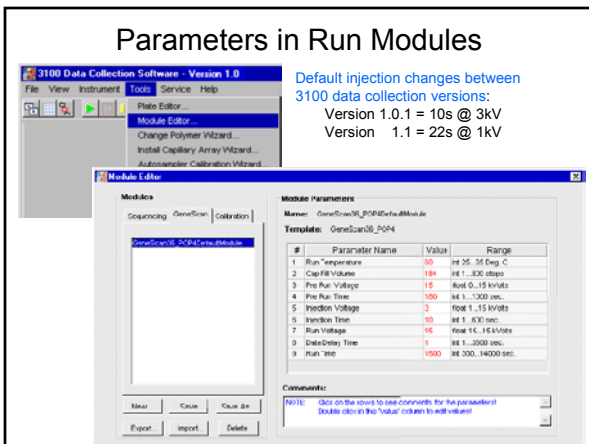 Parameters in Run Modules
3100 Data Collection Software - Version 1.0
File View Instrument Tools Service Help
Plate Editor...
Module Editor...
Change Polymer Wizard...
Install Capillary Array Wizard...
Autosampler Calibration Wizard...
Default injection changes between
3100 data collection versions:
Version 1.0.1 = 10s @ 3kV
Version 1.1 = 22s @ 1kV
Module Editor
Modules
Sequencing GeneScan Calibration
GeneScan36_POP4DefaultModule
New Save Save As
Export... Import... Delete
Module Parameters
Name: GeneScan36_POP4DefaultModule
Template: GeneScan36_POP4
# Parameter Name Value Range
1 Run Temperature 60 int 25...65 Deg. C
2 Cap Fill Volume 184 int 1...800 steps
3 Pre Run Voltage 15 float 0...15 kVolts
4 Pre Run Time 180 int 1...1000 sec.
5 Injection Voltage 3 float 1...15 kVolts
6 Injection Time 10 int 1...600 sec.
7 Run Voltage 15 float 15 kVolts
8 Data Delay Time 1 int 1...3600 sec.
9 Run Time 1500 int 300...14000 sec.
Comments:
NOTE: Click on the rows to see comments for the parameters!
Double click in the "value" column to edit values!